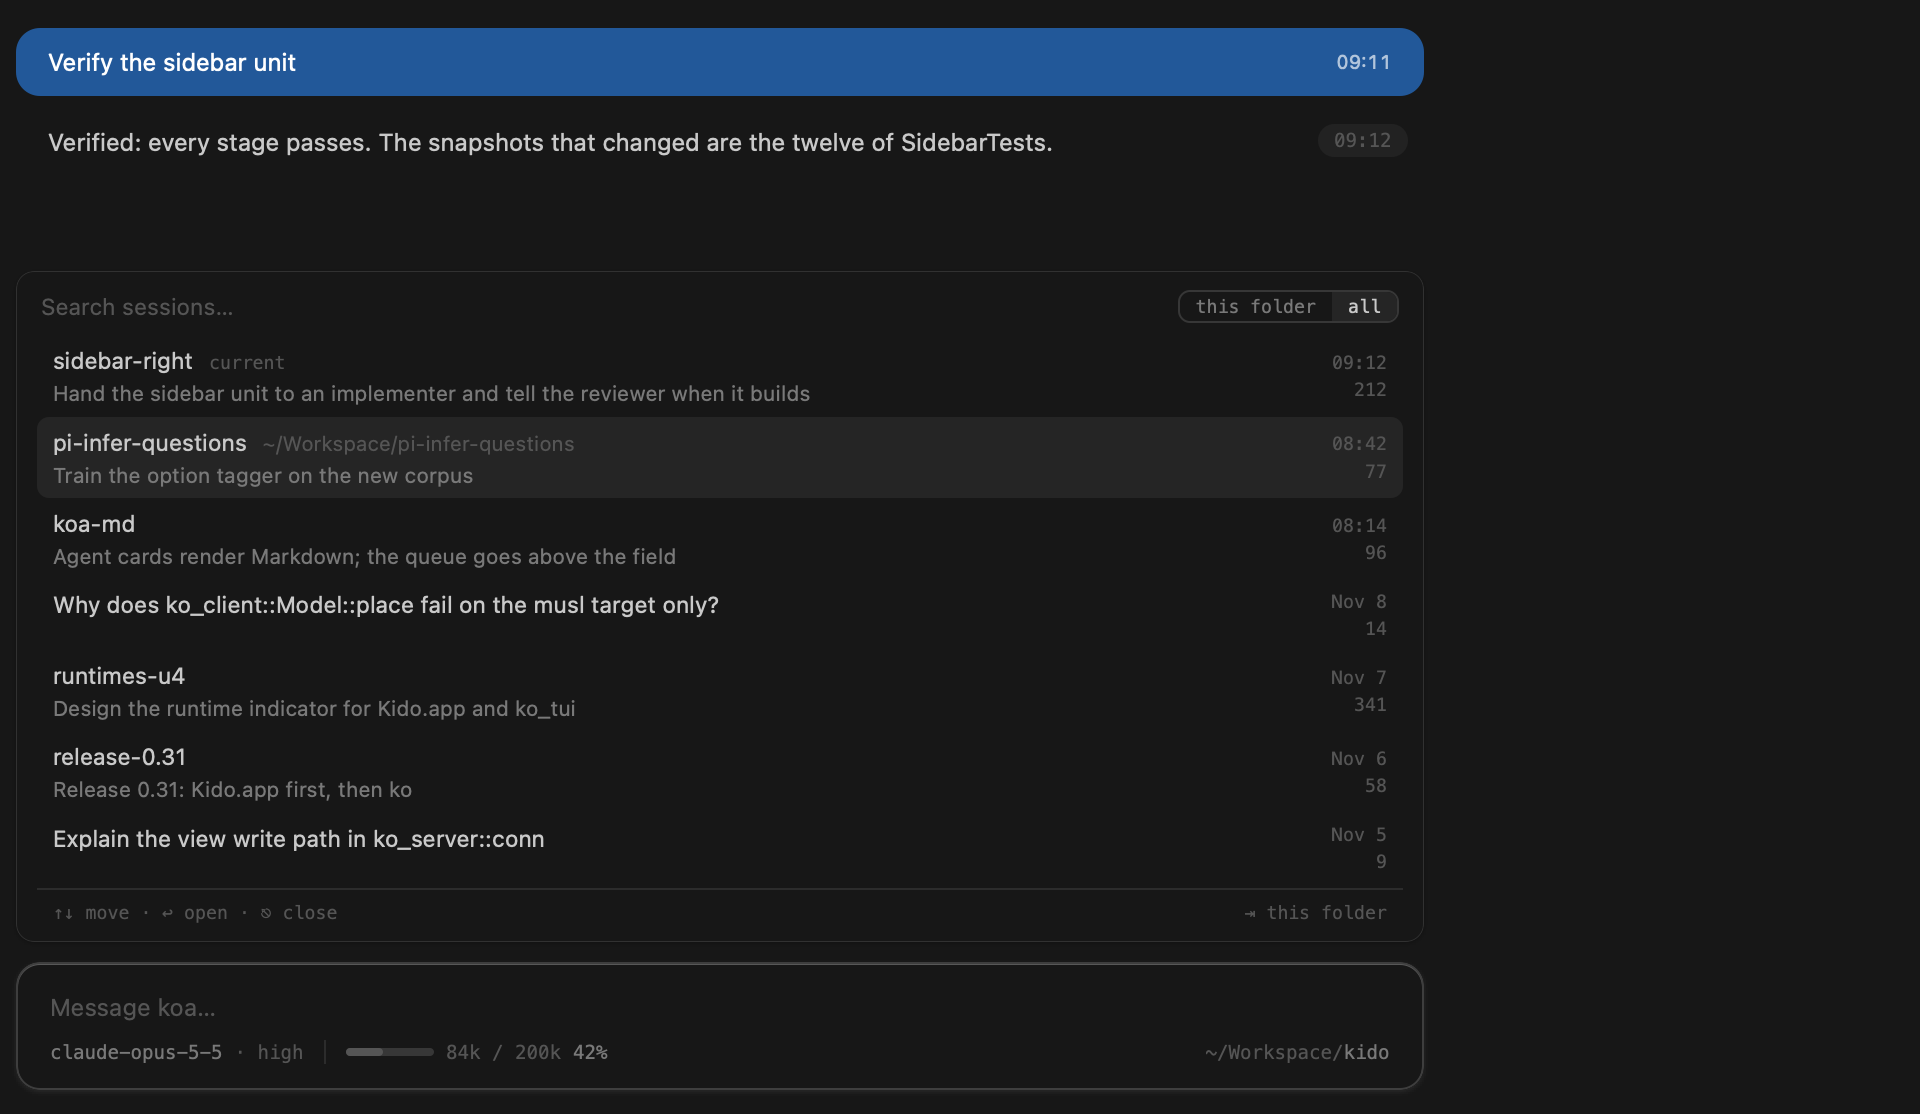 Verify the sidebar unit 09:11
Verified: every stage passes. The snapshots that changed are the twelve of SidebarTests. 09:12
Search sessions... this folder all
sidebar-right current 09:12
Hand the sidebar unit to an implementer and tell the reviewer when it builds 212
pi-infer-questions ~/Workspace/pi-infer-questions 08:42
Train the option tagger on the new corpus 77
koa-md 08:14
Agent cards render Markdown; the queue goes above the field 96
Why does ko_client::Model::place fail on the musl target only? Nov 8
14
runtimes-u4 Nov 7
Design the runtime indicator for Kido.app and ko_tui 341
release-0.31 Nov 6
Release 0.31: Kido.app first, then ko 58
Explain the view write path in ko_server::conn Nov 5
9
↑↓ move · ↩ open · ⎋ close ⇥ this folder
Message koa...
claude-opus-5-5 · high 84k / 200k 42% ~/Workspace/kido